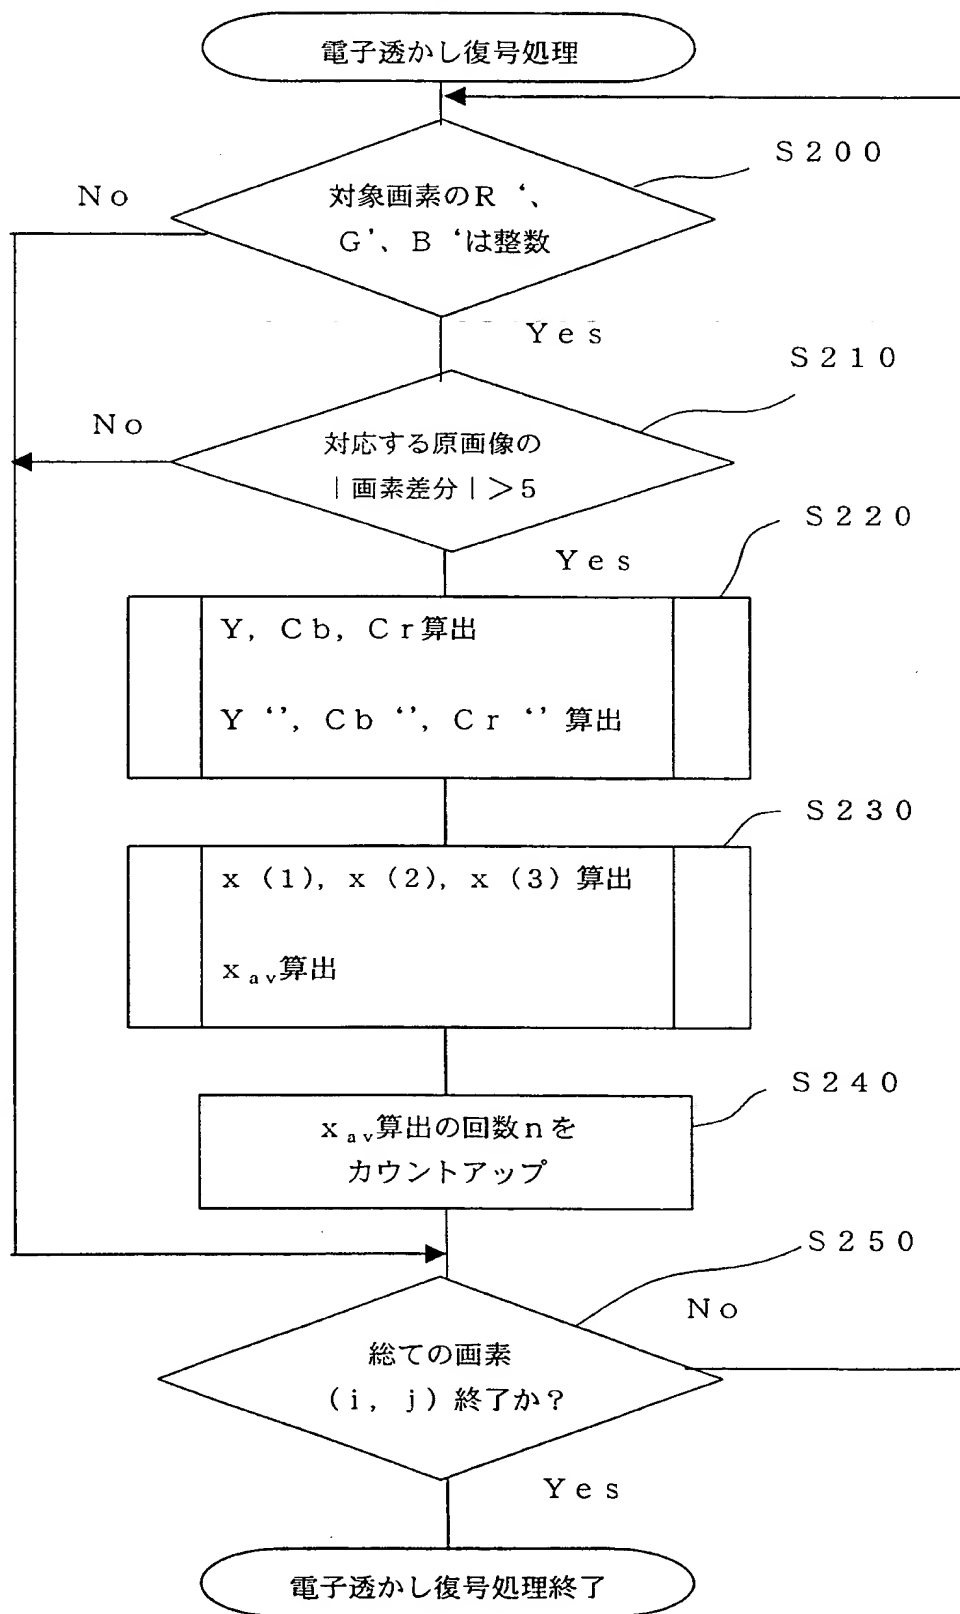 電子透かし復号処理
S200
No
対象画素のR‘、
G’、B‘は整数
Yes
S210
No
対応する原画像の
|画素差分|>5
S220
Yes
Y, Cb, Cr算出
Y‘’, Cb‘’, Cr‘’算出
S230
x(1), x(2), x(3)算出
xav算出
S240
xav算出の回数nを
カウントアップ
S250
No
総ての画素
(i, j)終了か?
Yes
電子透かし復号処理終了